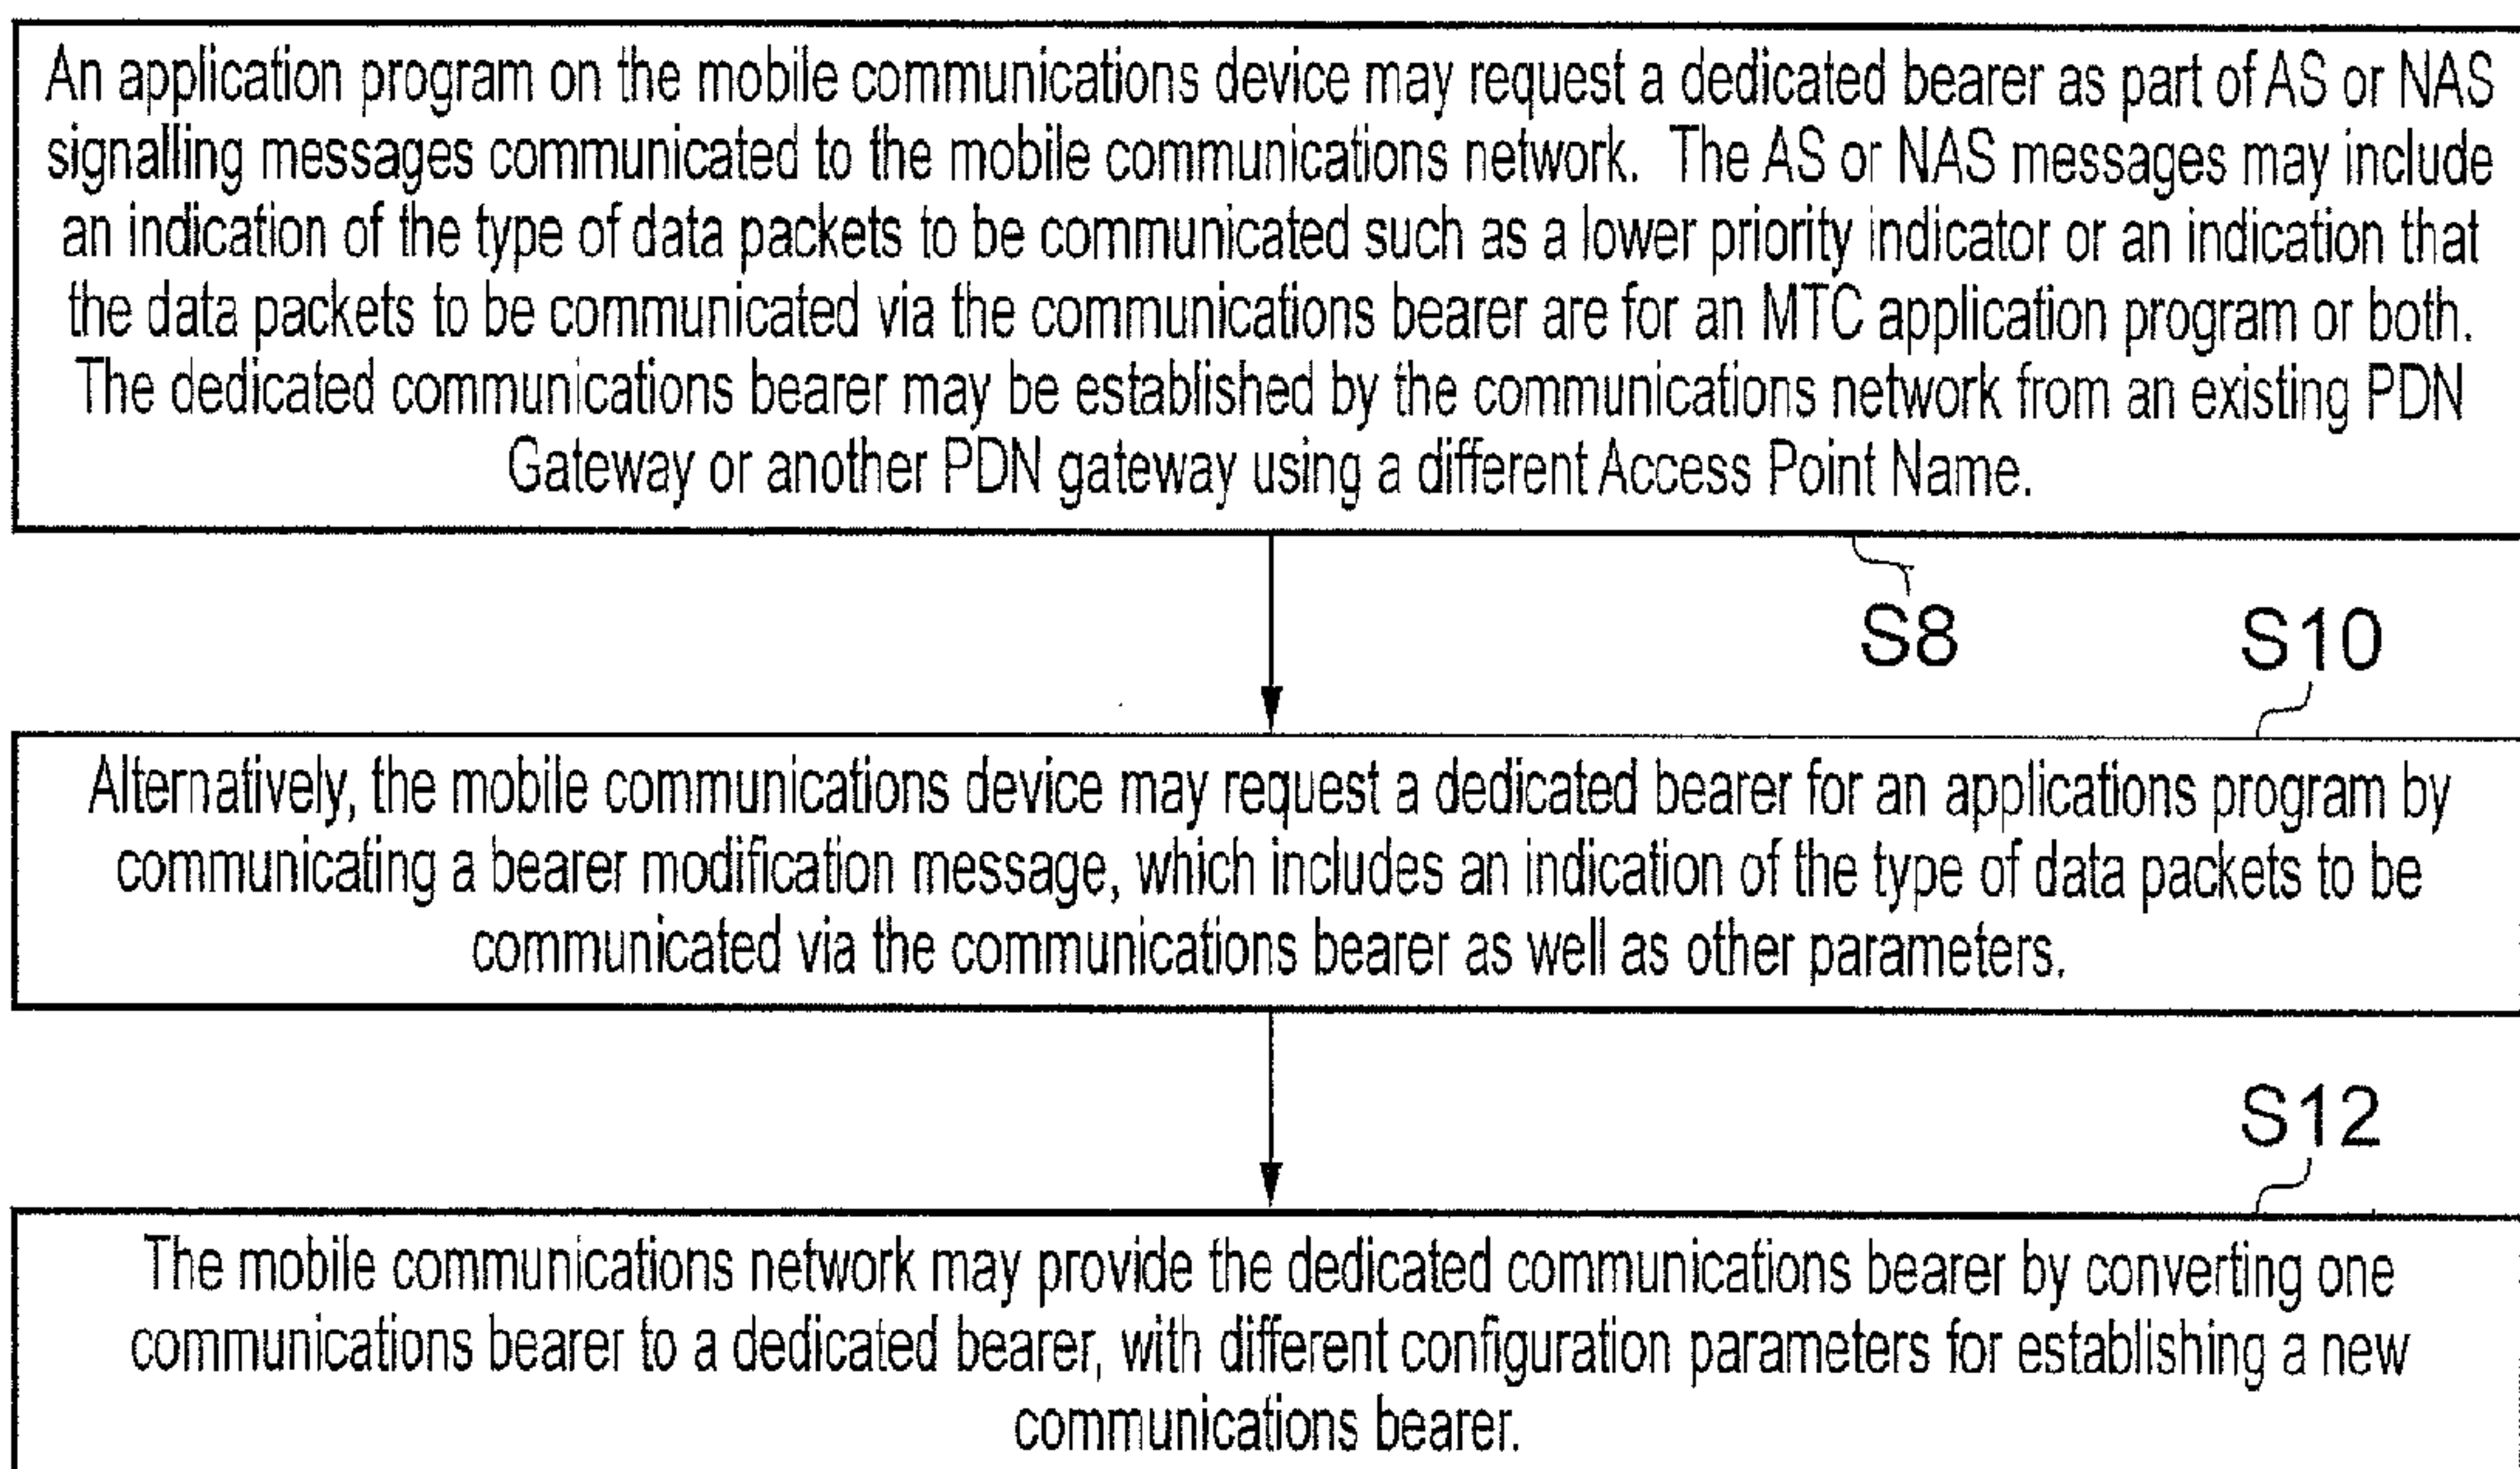 An application program on the mobile communications device may request a dedicated bearer as part of AS or NAS
signalling messages communicated to the mobile communications network. The AS or NAS messages may include
an indication of the type of data packets to be communicated such as a lower priority indicator or an indication that
the data packets to be communicated via the communications bearer are for an MTC application program or both.
The dedicated communications bearer may be established by the communications network from an existing PDN
Gateway or another PDN gateway using a different Access Point Name.
S8
S10
Alternatively, the mobile communications device may request a dedicated bearer for an applications program by
communicating a bearer modification message, which includes an indication of the type of data packets to be
communicated via the communications bearer as well as other parameters.
S12
The mobile communications network may provide the dedicated communications bearer by converting one
communications bearer to a dedicated bearer, with different configuration parameters for establishing a new
communications bearer.